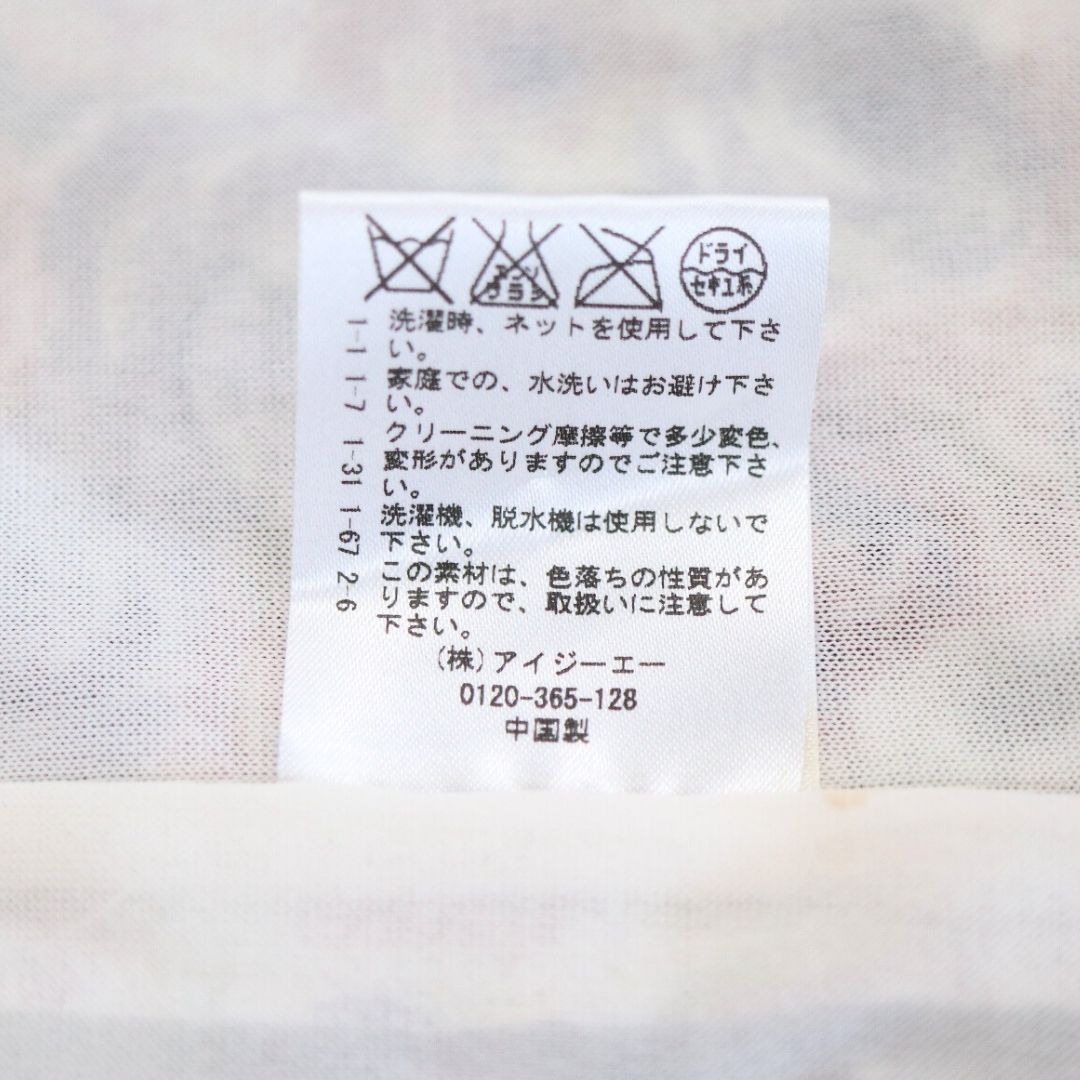 エンソ
サラシ
ドライ
セキユ系
洗濯時、ネットを使用して下さ
い。
家庭での、水洗いはお避け下さ
い。
クリーニング摩擦等で多少変色、
変形がありますのでご注意下さ
い。
洗濯機、脱水機は使用しないで
下さい。
この素材は、色落ちの性質があ
りますので、取扱いに注意して
下さい。
(株)アイジーエー
0120-365-128
中国製
1-1 1-7 1-31 1-67 2-6